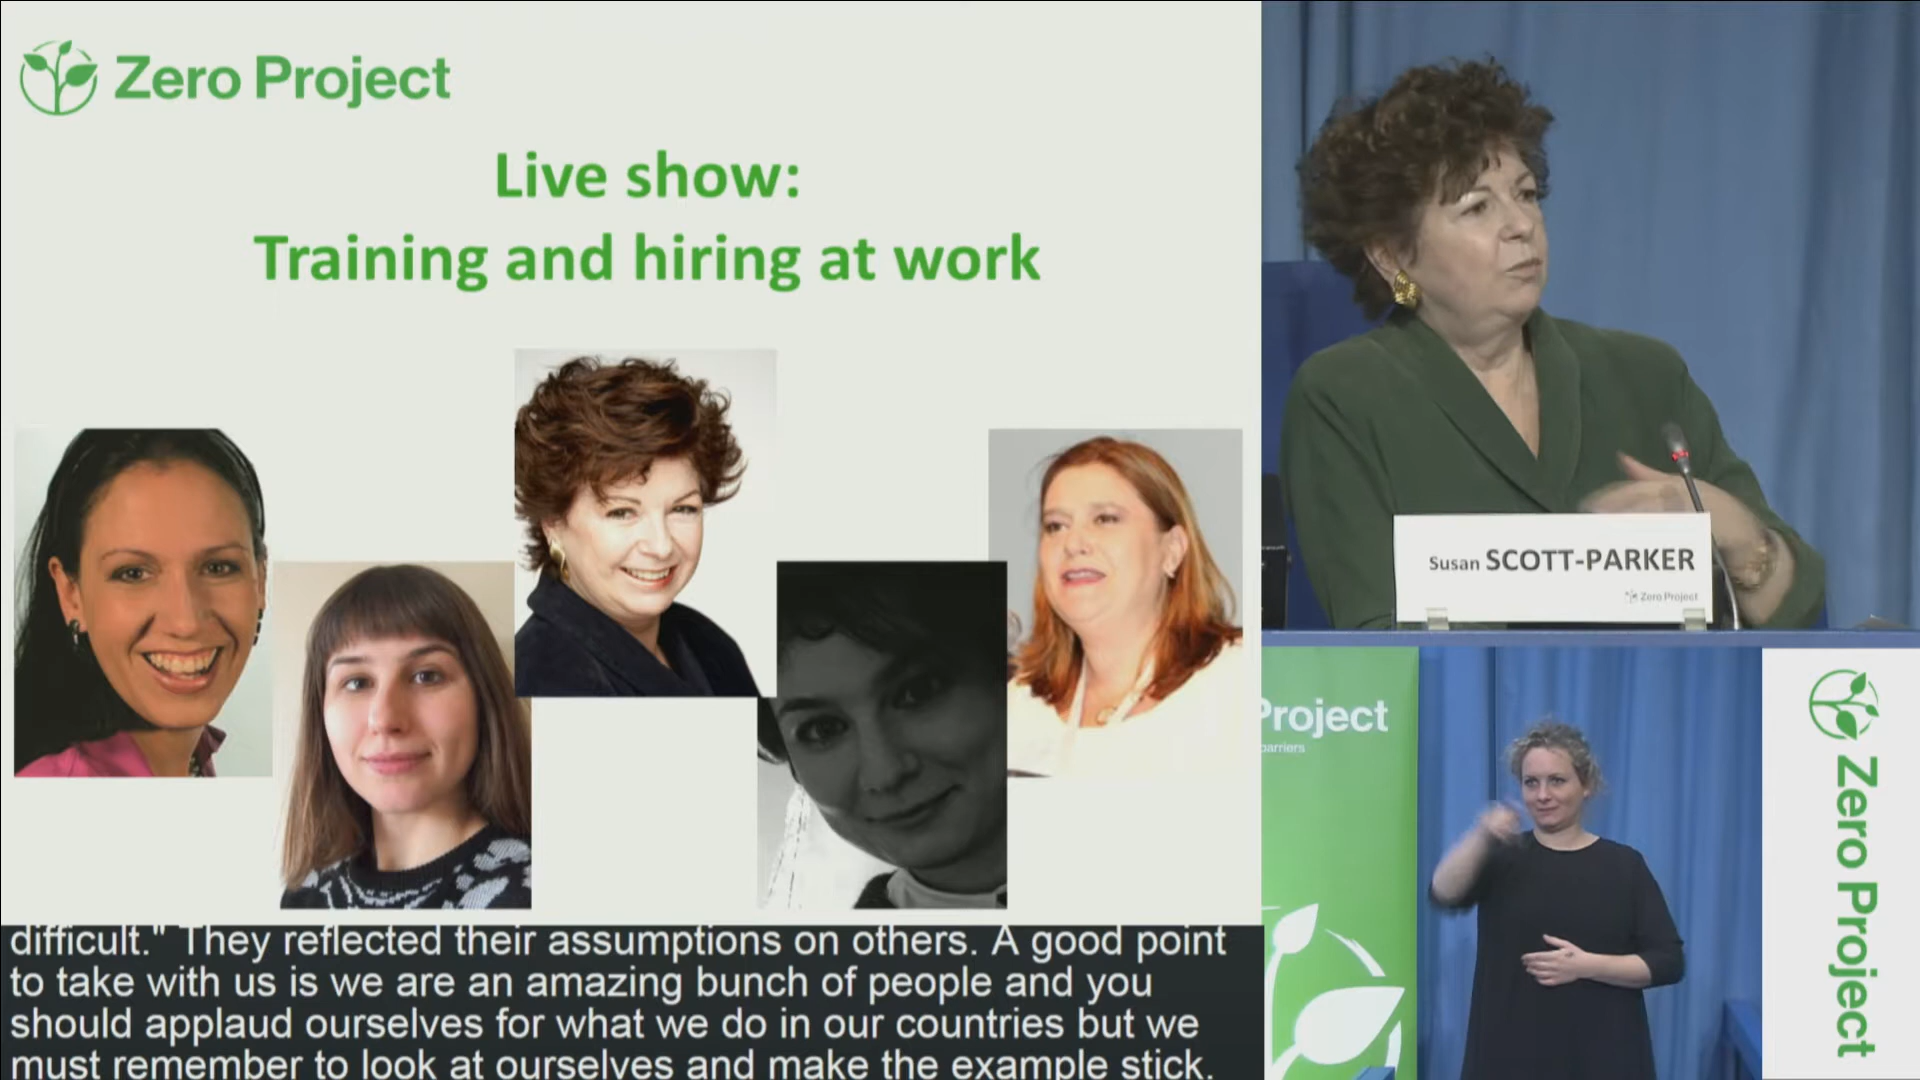 Zero Project
Live show:
Training and hiring at work
difficult." They reflected their assumptions on others. A good point
to take with us is we are an amazing bunch of people and you
should applaud ourselves for what we do in our countries but we
must remember to look at ourselves and make the example stick.
Susan SCOTT-PARKER
Zero Project
Project
barriers
Zero Project